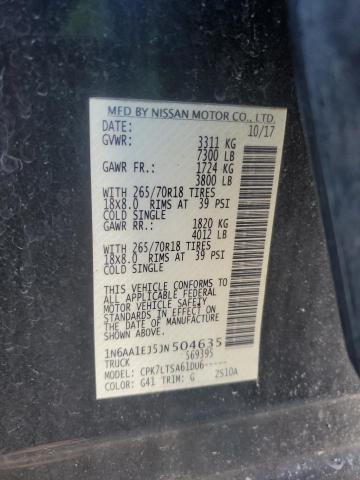 MFD BY NISSAN MOTOR CO., LTD.
DATE: 10/17
GVWR: 3311 KG
7300 LB
GAWR FR.: 1724 KG
3800 LB
WITH 265/70R18 TIRES
18x8.0 RIMS AT 39 PSI
COLD SINGLE
GAWR RR.: 1820 KG
4012 LB
WITH 265/70R18 TIRES
18x8.0 RIMS AT 39 PSI
COLD SINGLE
THIS VEHICLE CONFORMS
TO ALL APPLICABLE FEDERAL
MOTOR VEHICLE SAFETY
STANDARDS IN EFFECT ON THE
DATE OF MANUFACTURE
1N6AA1EJ5JN504635
TRUCK S69395
MODEL: CPK7LTSA61DU6-----
COLOR: G41 TRIM: G 2S10A